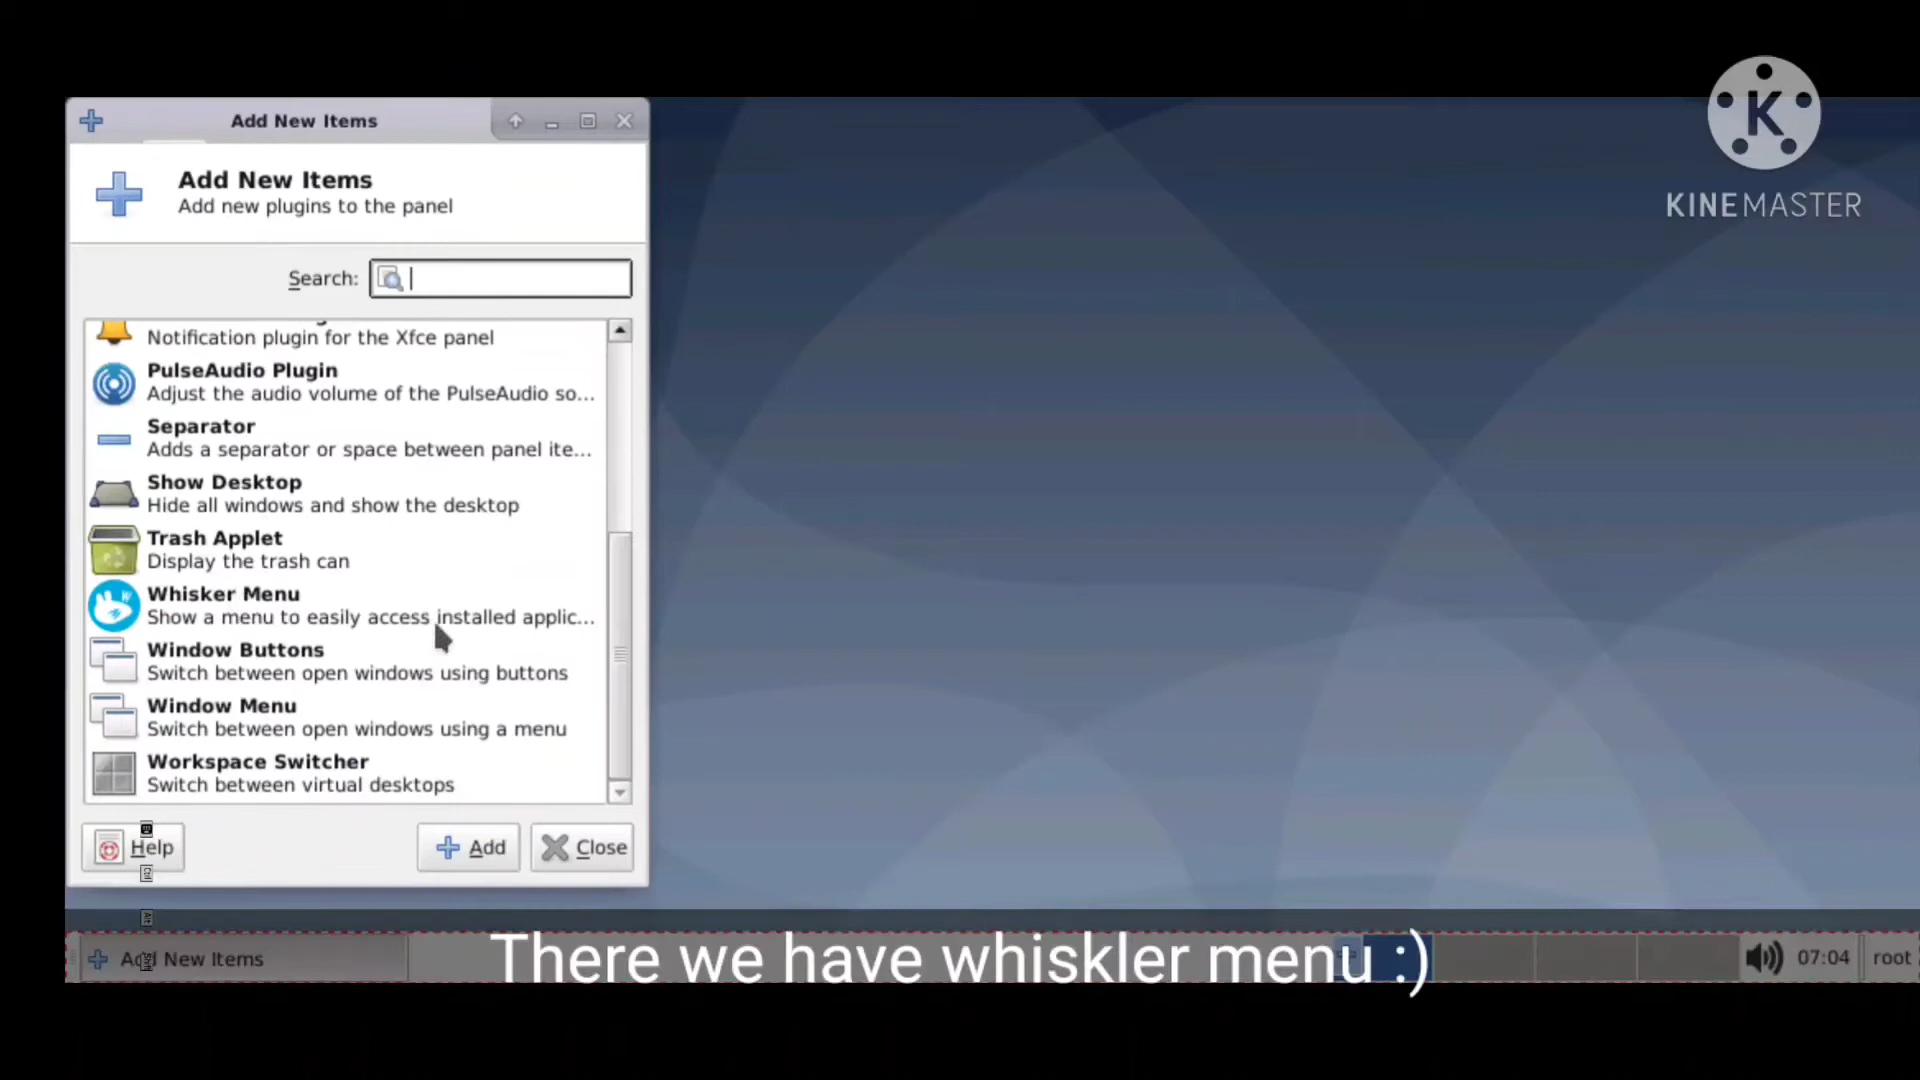 Add New Items
Add New Items
Add new plugins to the panel
Search:
Notification plugin for the Xfce panel
PulseAudio Plugin
Adjust the audio volume of the PulseAudio so...
Separator
Adds a separator or space between panel ite...
Show Desktop
Hide all windows and show the desktop
Trash Applet
Display the trash can
Whisker Menu
Show a menu to easily access installed applic...
Window Buttons
Switch between open windows using buttons
Window Menu
Switch between open windows using a menu
Workspace Switcher
Switch between virtual desktops
Help
Add
Close
Add New Items
There we have whiskler menu :)
07:04
root
K
KINEMASTER